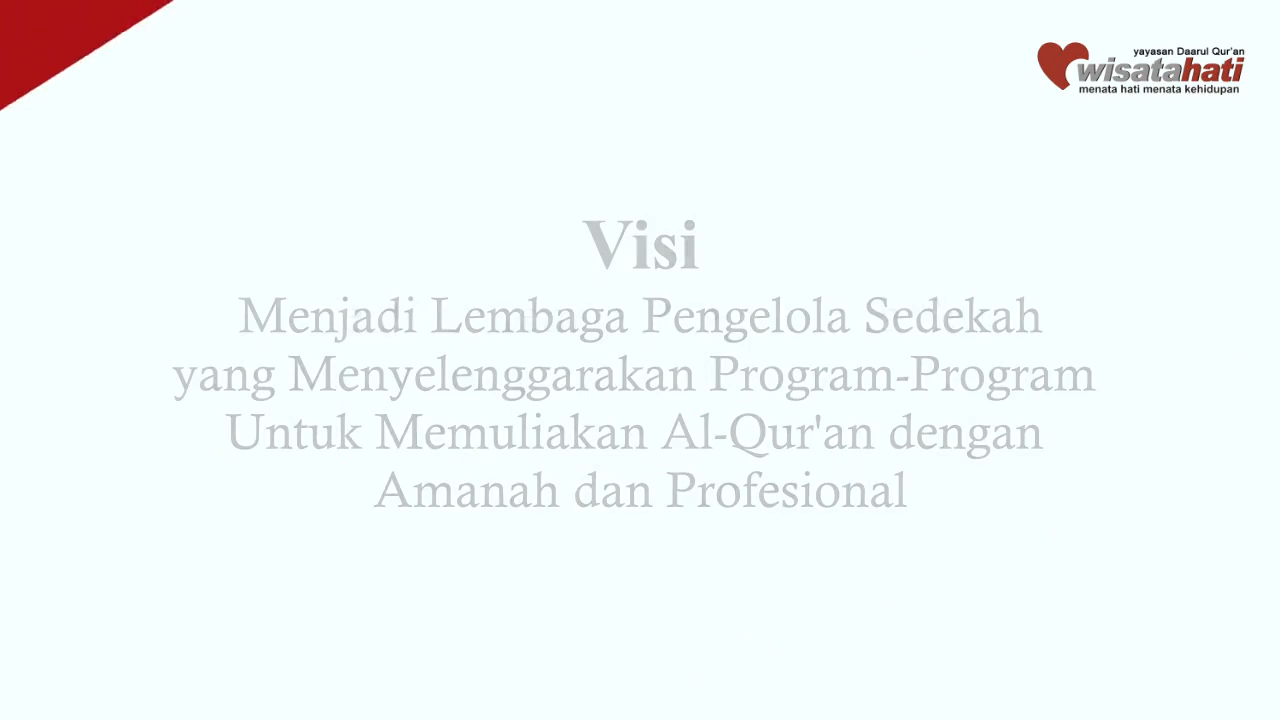 yayasan Daarul Qur'an
wisatahati
menata hati menata kehidupan
Visi
Menjadi Lembaga Pengelola Sedekah
yang Menyelenggarakan Program-Program
Untuk Memuliakan Al-Qur'an dengan
Amanah dan Profesional